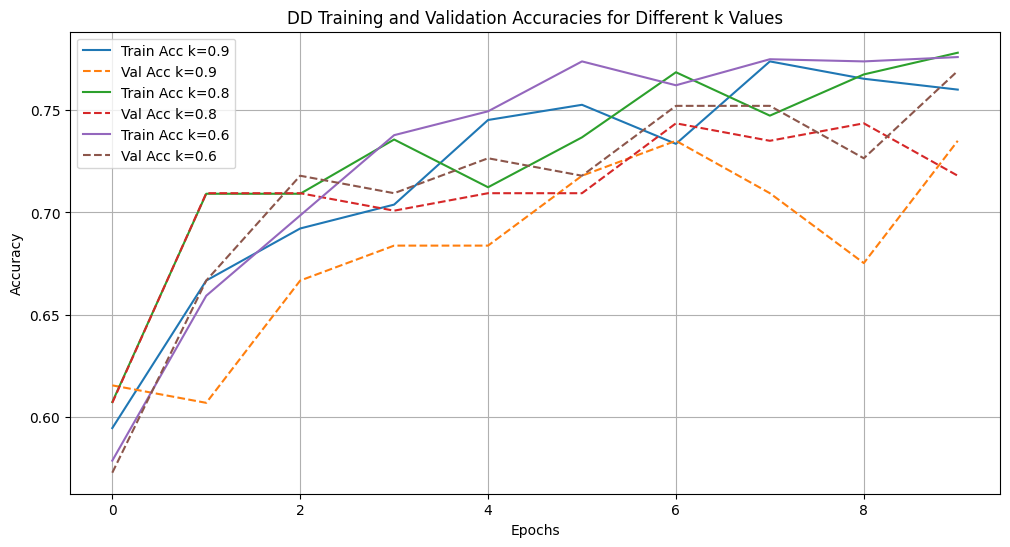 DD Training and Validation Accuracies for Different k Values
Train Acc k=0.9
Val Acc k=0.9
Train Acc k=0.8
Val Acc k=0.8
Train Acc k=0.6
Val Acc k=0.6
Accuracy
0.75
0.70
0.65
0.60
0 2 4 6 8
Epochs